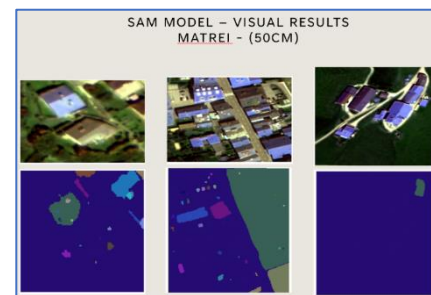 SAM MODEL – VISUAL RESULTS
MATREI - (50CM)